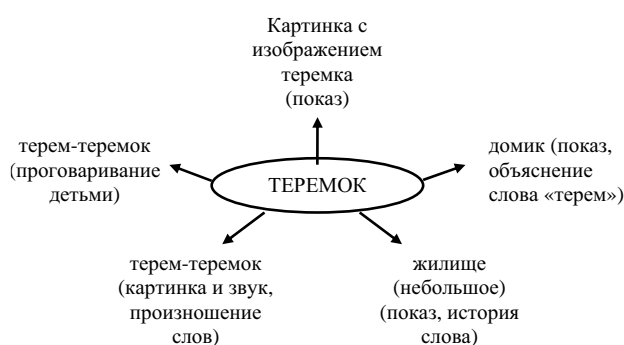 Картинка с
изображением
теремка
(показ)
терем-теремок
(проговаривание
детьми)
ТЕРЕМОК
домик (показ,
объяснение
слова «терем»)
терем-теремок
(картинка и звук,
произношение
слов)
жилище
(небольшое)
(показ, история
слова)